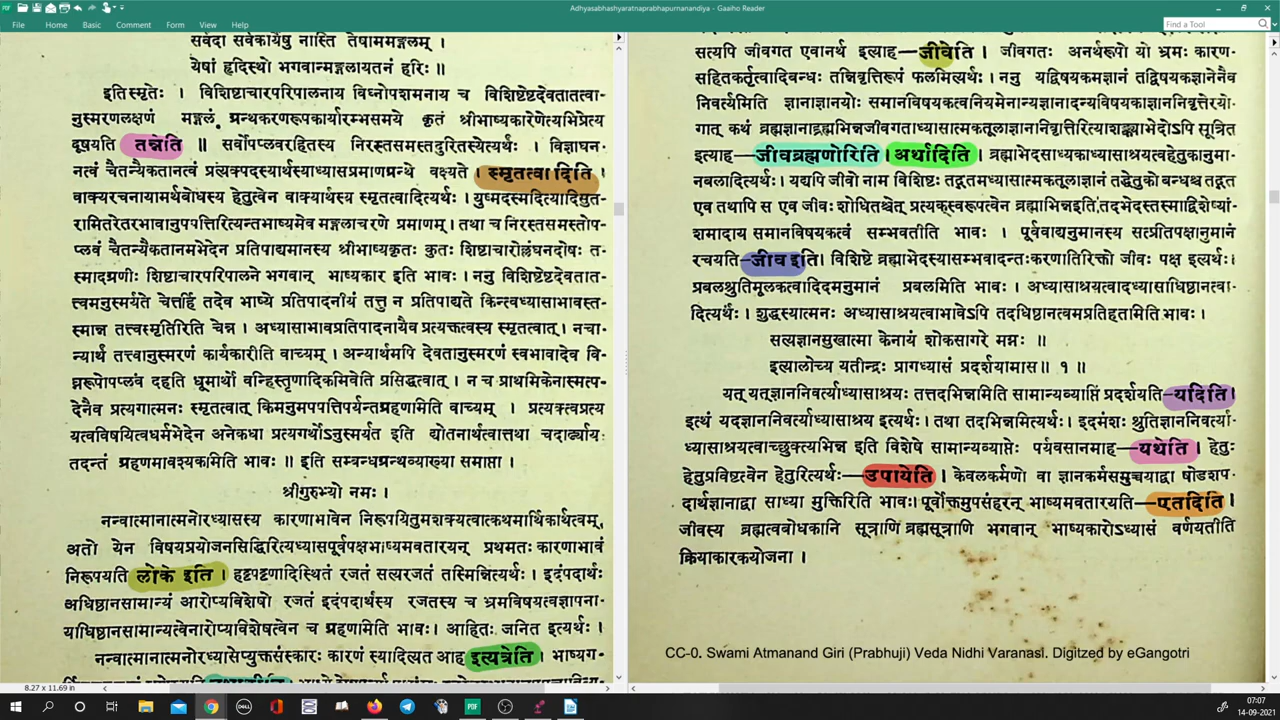 Adhyasabhashyaratnaprabhapurnanandiya - Gaaiho Reader
File Home Basic Comment Form View Help
Find a Tool
सर्वदा सर्वकार्येषु नास्ति तेषाममङ्गलम् ।
येषां हृदिस्थो भगवान्मङ्गलायतनं हरिः ॥
इति स्मृतेः । विशिष्टाचारपरिपालनाय विघ्नोपशमनाय च विशिष्टेष्टदेवतातत्वा-
नुस्मरणलक्षणं मङ्गलं ग्रन्थकरणरूपकार्यारम्भसमये कृतं श्रीभाष्यकारेणेत्यभिप्रेत्य
दूषयति तन्नेति ॥ सर्वोपप्लवरहितस्य निरस्तसमस्तदुरितस्येत्यर्थः । विज्ञाघन-
नत्वं चैतन्यैकतानत्वं प्रत्यक्पदस्यार्थस्याध्यासप्रमाणग्रन्थे वक्ष्यते । स्मृतत्वादिति ।
वाक्यरचनायामर्थबोधस्य हेतुत्वेन वाक्यार्थस्य स्मृतत्वादित्यर्थः । युष्मदस्मदित्यादिसुत-
रामितरेतरभावानुपपत्तिरित्यन्तभाष्यमेव मङ्गलाचरणे प्रमाणम् । तथा च निरस्तसमस्तोप-
प्लवं चैतन्यैकतानमभेदेन प्रतिपाद्यमानस्य श्रीभाष्यकृतः कुतः शिष्टाचारोल्लंघनदोषः त-
स्मादग्रणीः शिष्टाचारपरिपालने भगवान् भाष्यकार इति भावः । ननु विशिष्टेष्टदेवतात-
त्वमनुस्मर्यते चेत्तर्हि तदेव भाष्ये प्रतिपादनीयं तत्तु न प्रतिपाद्यते किन्त्वध्यासाभावस्त-
स्मान्न तत्त्वस्मृतिरिति चेन्न । अध्यासाभावप्रतिपादनायैव प्रत्यक्तत्वस्य स्मृतत्वात् । नचा-
न्यार्थं तत्त्वानुस्मरणं कार्यकारीति वाच्यम् । अन्यार्थमपि देवतानुस्मरणं स्वभावादेव वि-
घ्नरूपोपप्लवं दहति धूमार्थो वन्हिस्तृणादिकमिवेति प्रसिद्धत्वात् । न च प्राथमिकेनास्मत्प-
देनैव प्रत्यगात्मनः स्मृतत्वात् किमनुमपपत्तिपर्यन्तग्रहणामिति वाच्यम् । प्रत्यक्त्वप्रत्य
यत्वविषयित्वधर्मभेदेन अनेकधा प्रत्यगर्थोऽनुस्मर्यत इति द्योतनार्थत्वात्तथा चदार्ढ्यायः
तदन्तं ग्रहणमावश्यकमिति भावः ॥ इति सम्बन्धग्रन्थव्याख्या समाप्ता ।
श्रीगुरुभ्यो नमः ।
नन्वात्मानात्मनोरध्यासस्य कारणाभावेन निरूपयितुमशक्यत्वात्कथमार्थिकार्थत्वम्,
अतो येन विषयप्रयोजनसिद्धिरित्यध्यासपूर्वपक्षभाष्यमवतारयन् प्रथमतः कारणाभावं
निरूपयति लोके इति । हट्टपट्टणादिस्थितं रजतं सत्यरजतं तस्मिन्नित्यर्थः । इदंपदार्थः
अधिष्ठानसामान्यं आरोप्यविशेषो रजतं इदंपदार्थस्य रजतस्य च भ्रमविषयत्वज्ञापना-
याधिष्ठानसामान्यत्वेनारोप्यविशेषत्वेन च ग्रहणामिति भावः। आहितः जनित इत्यर्थः ।
नन्वात्मानात्मनोरध्यासेप्युक्तसंस्कारः कारणं स्यादित्यत आह इत्यत्रेति । भाष्यग-
सत्यपि जीवगत एवानर्थ इत्याह—जीवेति । जीवगतः अनर्थरूपो यो भ्रमः कारण-
सहितकर्तृत्वादिबन्धः तन्निवृत्तिरूपं फलमित्यर्थः । ननु यद्विषयकमज्ञानं तद्विषयकज्ञानेनैव
निवर्त्यमिति ज्ञानाज्ञानयोः समानविषयकत्वनियमेनान्यज्ञानादन्यविषयकाज्ञाननिवृत्तेरयो-
गात् कथं ब्रह्मज्ञानाद्ब्रह्मभिन्नजीवगताध्यासात्मकतूलाज्ञाननिवृत्तिरित्याशङ्क्याभेदोऽपि सूत्रित
इत्याह —जीवब्रह्मणोरिति । अर्थादिति । ब्रह्माभेदसाधकाध्यासाश्रयत्वहेतुकानुमा-
नबलादित्यर्थः। यद्यपि जीवो नाम विशिष्टः तद्गतमध्यासात्मकतूलाज्ञानं तद्धेतुको बन्धश्च तद्गत
एव तथापि स एव जीवः शोधितश्चेत् प्रत्यक्स्वरूपत्वेन ब्रह्माभिन्नइति तदभेदस्तस्माद्विशेष्यां-
शमादाय समानविषयकत्वं सम्भवतीति भावः । पूर्ववाद्यनुमानस्य सत्प्रतिपक्षानुमानं
रचयति—जीव इति । विशिष्टे ब्रह्माभेदस्यासम्भवादन्तःकरणातिरिक्तो जीवः पक्ष इत्यर्थः।
प्रबलश्रुतिमूलकत्वादिदमनुमानं प्रबलमिति भावः । अध्यासाश्रयत्वादध्यासाधिष्ठानत्वा-
दित्यर्थः। शुद्धस्यात्मनः अध्यासाश्रयत्वाभावेऽपि तदधिष्ठानत्वमप्रतिहतामिति भावः ।
सत्यज्ञानसुखात्मा केनायं शोकसागरे मग्नः ॥
इत्यालोच्य यतीन्द्रः प्रागध्यासं प्रदर्शयामास॥ १ ॥
यत् यत्ज्ञाननिवर्त्याध्यासाश्रयः तत्तदभिन्नमिति सामान्यव्याप्तिं प्रदर्शयति—यदिति।
इत्थं यदज्ञाननिवर्त्याध्यासाश्रय इत्यर्थः। तथा तदभिन्नमित्यर्थः। इदमंशः श्रुतिज्ञाननिवर्त्या-
ध्यासाश्रयत्वाच्छुक्त्यभिन्न इति विशेषे सामान्यव्याप्तेः पर्यवसानमाह—यथेति । हेतुः
हेतुप्रविष्टत्वेन हेतुरित्यर्थः—उपायेति । केवलकर्मणो वा ज्ञानकर्मसमुच्चयाद्वा षोडशप-
दार्थज्ञानाद्वा साध्या मुक्तिरिति भावः। पूर्वोक्तमुपसंहरन् भाष्यमवतारयति—एतदिति ।
जीवस्य ब्रह्मत्वबोधकानि सूत्राणि ब्रह्मसूत्राणि भगवान् भाष्यकारोऽध्यासं वर्णयतीति
क्रियाकारकयोजना ।
CC-0. Swami Atmanand Giri (Prabhuji) Veda Nidhi Varanasi. Digitzed by eGangotri
8.27 x 11.69 in
07:07
14-09-2021